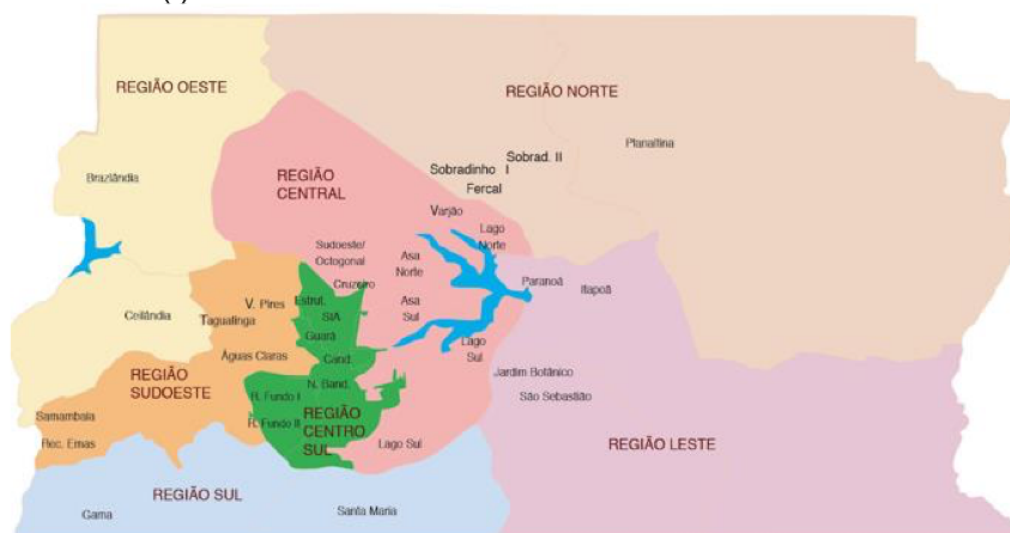 REGIÃO OESTE
REGIÃO NORTE
Planaltina
Sobrad. II
Sobradinho I
Fercal
Brazlândia
REGIÃO
CENTRAL
Varjão
Lago
Norte
Sudoeste/
Octogonal
Asa
Norte
Cruzeiro
Paranoá
Itapoã
V. Pires
Estrut.
SIA
Asa
Sul
Ceilândia
Taguatinga
Guará
Lago
Sul
Águas Claras
Cand.
Jardim Botânico
REGIÃO
SUDOESTE
N. Band.
R. Fundo I
São Sebastião
Samambaia
R. Fundo II
REGIÃO
CENTRO
SUL
Rec. Emas
Lago Sul
REGIÃO LESTE
REGIÃO SUL
Gama
Santa Maria